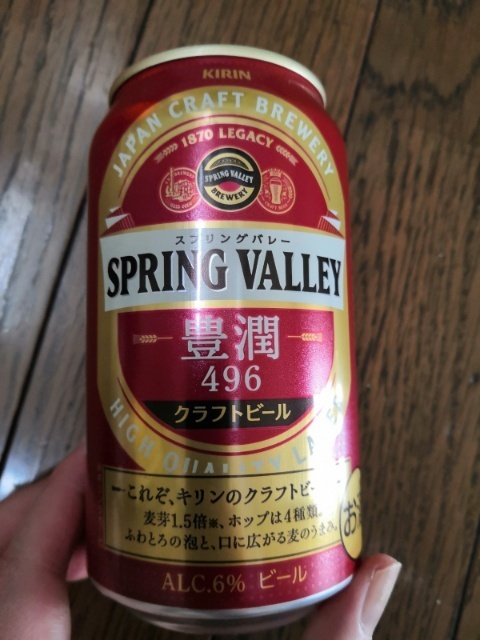 KIRIN
JAPAN CRAFT BREWERY
1870 LEGACY
SPRING VALLEY
BREWERY
スプリングバレー
SPRING VALLEY
豊潤
496
クラフトビール
HIGH QUALITY LAGER
これぞ、キリンのクラフトビー
麦芽1.5倍※、ホップは4種類
ふわとろの泡と、口に広がる麦のうまみ
お
ALC.6% ビール